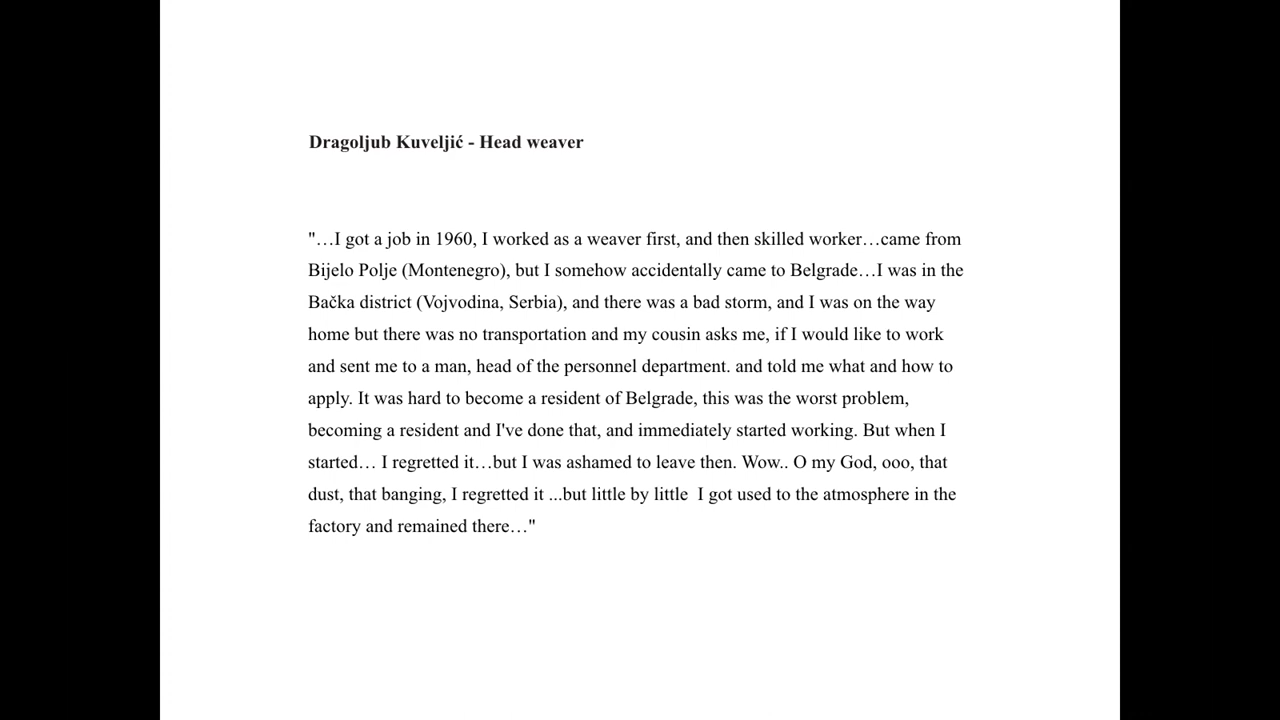 Dragoljub Kuveljić - Head weaver
"…I got a job in 1960, I worked as a weaver first, and then skilled worker…came from
Bijelo Polje (Montenegro), but I somehow accidentally came to Belgrade…I was in the
Bačka district (Vojvodina, Serbia), and there was a bad storm, and I was on the way
home but there was no transportation and my cousin asks me, if I would like to work
and sent me to a man, head of the personnel department. and told me what and how to
apply. It was hard to become a resident of Belgrade, this was the worst problem,
becoming a resident and I've done that, and immediately started working. But when I
started… I regretted it…but I was ashamed to leave then. Wow.. O my God, ooo, that
dust, that banging, I regretted it ...but little by little  I got used to the atmosphere in the
factory and remained there…"